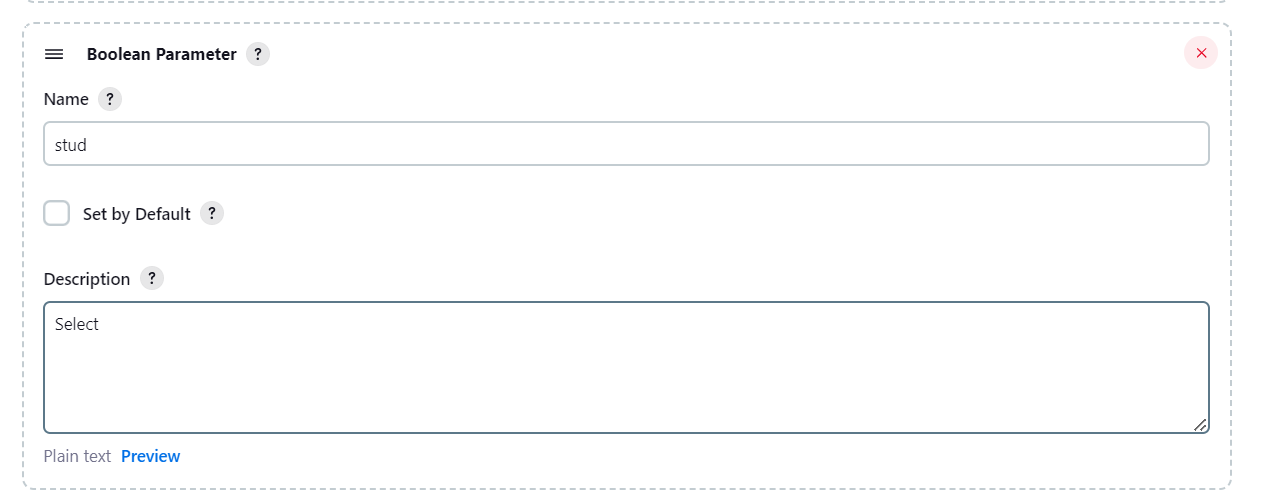 Boolean Parameter ?
Name ?
stud
Set by Default ?
Description ?
Select
Plain text Preview